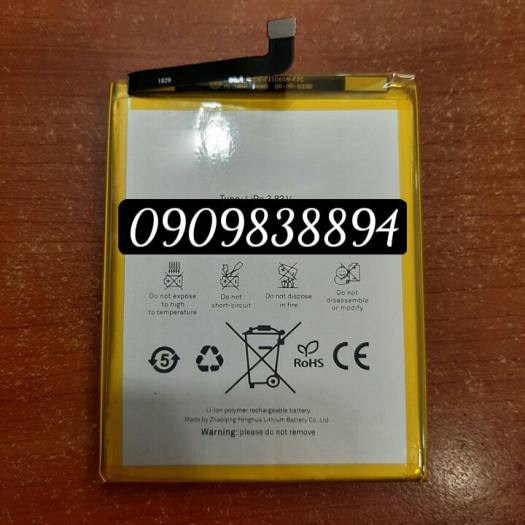 1929
Type: LiPo 3.83 V
0909838894
Do not expose
to high
to temperature
Do not
short-circuit
Do not dispose
in fire
Do not
disassemble
or modify
5
RoHS
CE
Li-ion polymer rechargeable battery
Made by Zhaoqing Fenghua Lithium Battery Co., Ltd
Warning: please do not remove